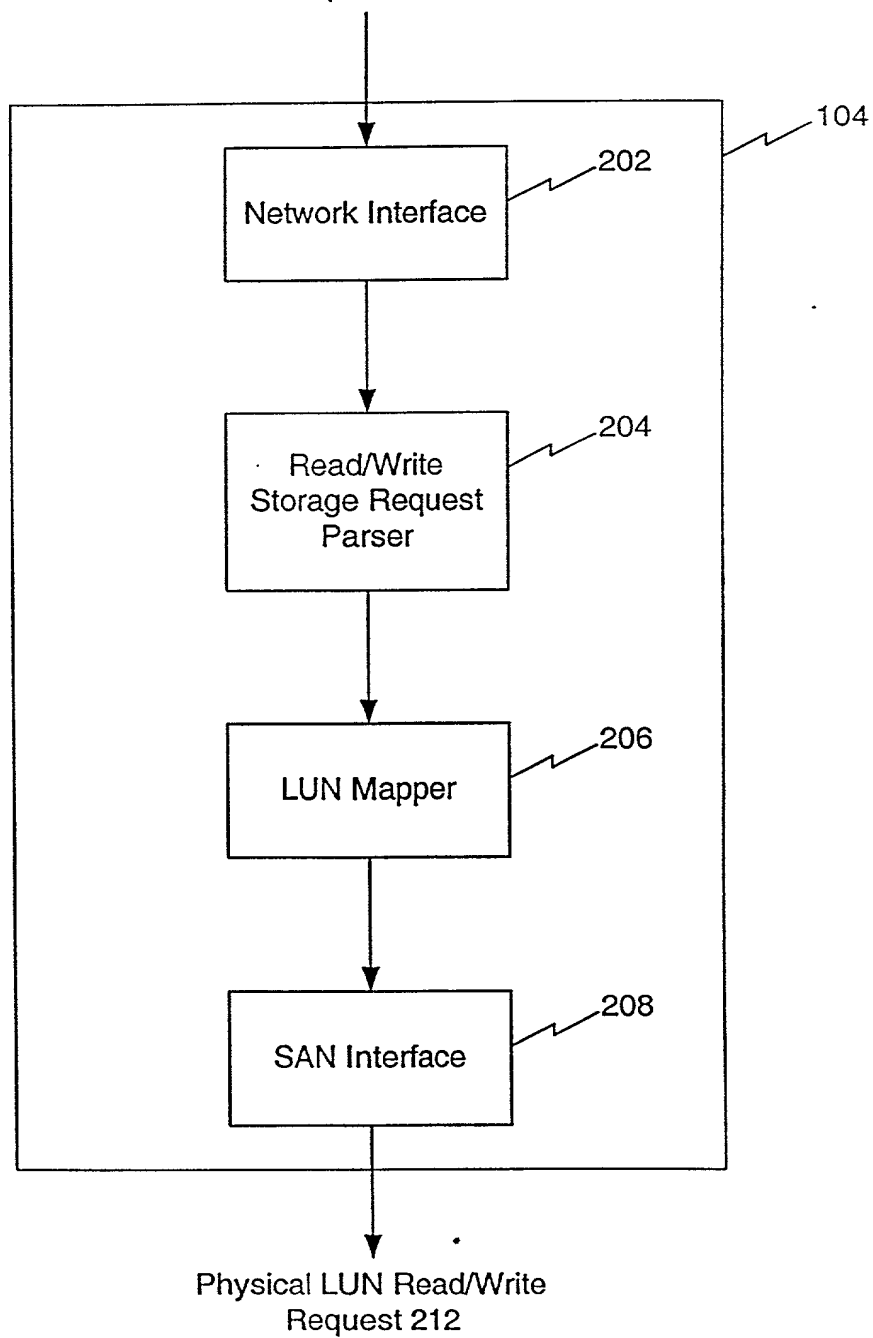 104
202
Network Interface
204
Read/Write
Storage Request
Parser
206
LUN Mapper
208
SAN Interface
Physical LUN Read/Write
Request 212